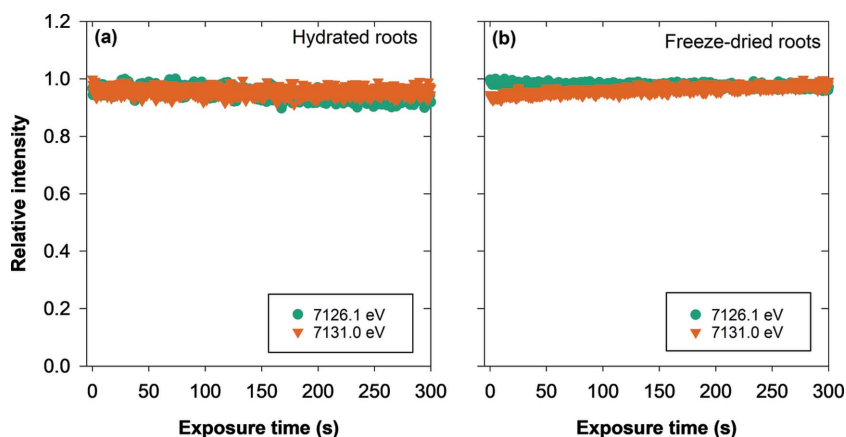 (a) Hydrated roots
(b) Freeze-dried roots
Relative intensity
1.2
1.0
0.8
0.6
0.4
0.2
0.0
7126.1 eV
7131.0 eV
7126.1 eV
7131.0 eV
0 50 100 150 200 250 300
0 50 100 150 200 250 300
Exposure time (s)
Exposure time (s)